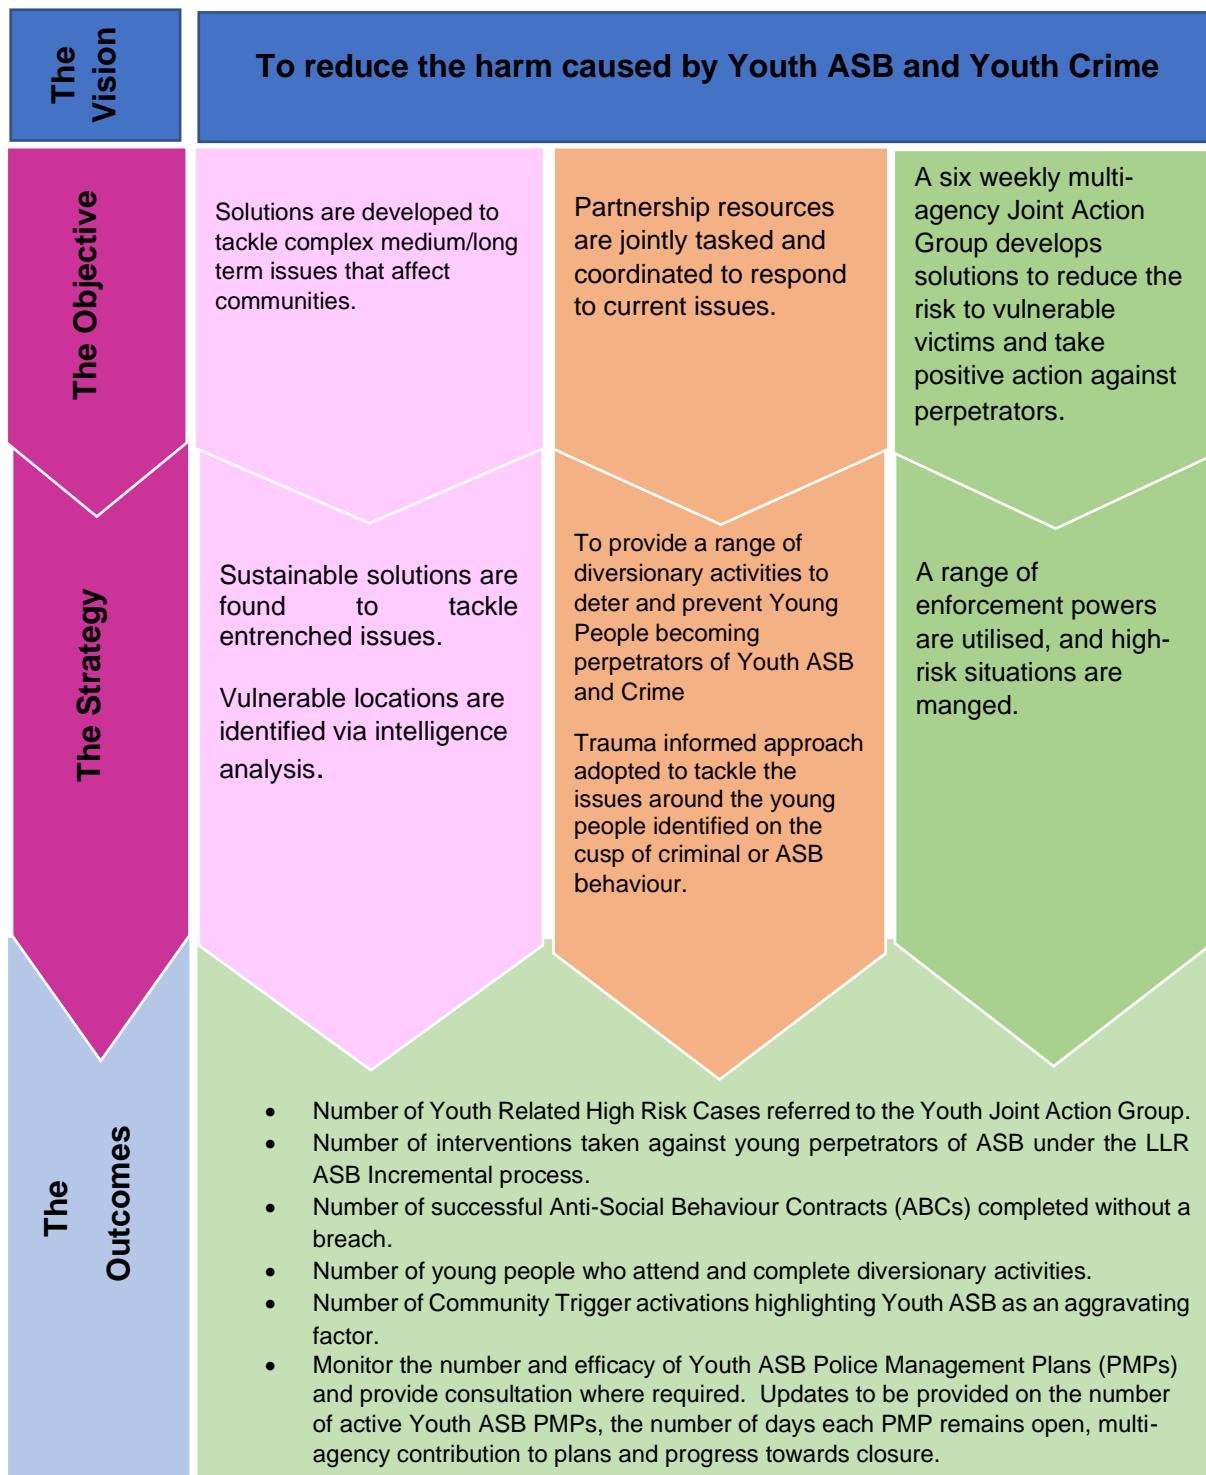 The
Vision
To reduce the harm caused by Youth ASB and Youth Crime
The Objective
Solutions are developed to
tackle complex medium/long
term issues that affect
communities.
Partnership resources
are jointly tasked and
coordinated to respond
to current issues.
A six weekly multi-
agency Joint Action
Group develops
solutions to reduce the
risk to vulnerable
victims and take
positive action against
perpetrators.
The Strategy
Sustainable solutions are
found to tackle
entrenched issues.
Vulnerable locations are
identified via intelligence
analysis.
To provide a range of
diversionary activities to
deter and prevent Young
People becoming
perpetrators of Youth ASB
and Crime
Trauma informed approach
adopted to tackle the
issues around the young
people identified on the
cusp of criminal or ASB
behaviour.
A range of
enforcement powers
are utilised, and high-
risk situations are
manged.
The
Outcomes
• Number of Youth Related High Risk Cases referred to the Youth Joint Action Group.
• Number of interventions taken against young perpetrators of ASB under the LLR
ASB Incremental process.
• Number of successful Anti-Social Behaviour Contracts (ABCs) completed without a
breach.
• Number of young people who attend and complete diversionary activities.
• Number of Community Trigger activations highlighting Youth ASB as an aggravating
factor.
• Monitor the number and efficacy of Youth ASB Police Management Plans (PMPs)
and provide consultation where required. Updates to be provided on the number
of active Youth ASB PMPs, the number of days each PMP remains open, multi-
agency contribution to plans and progress towards closure.